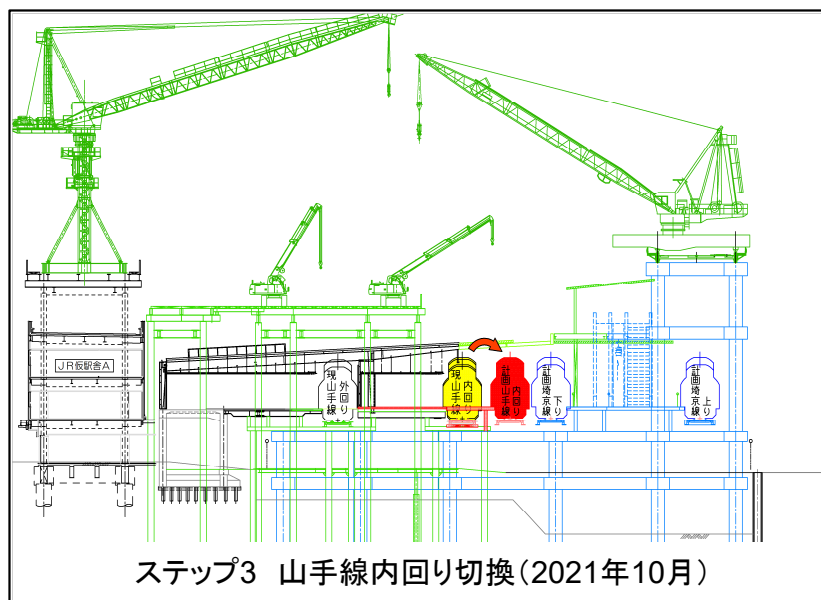 JR仮駅舎A
現山手線
外回り
現山手線
内回り
計画山手線
内回り
計画埼京線
下り
計画埼京線
上り
ステップ3 山手線内回り切換(2021年10月)